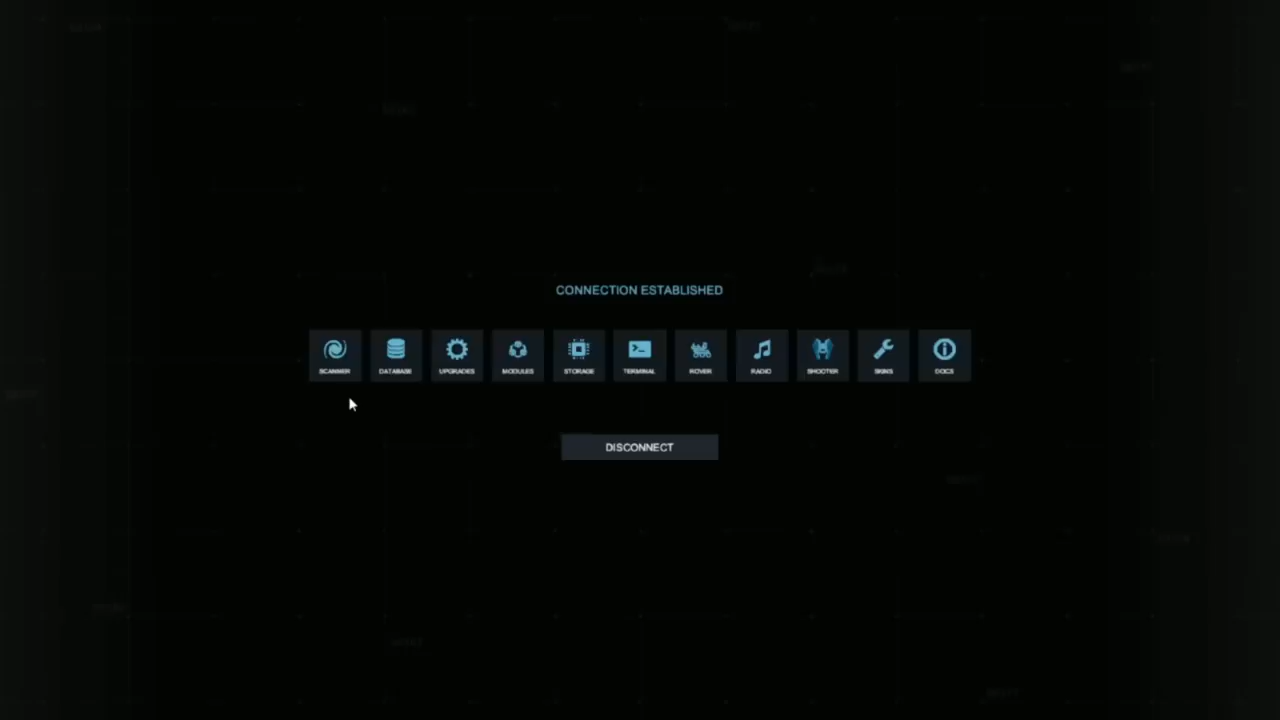 CONNECTION ESTABLISHED
SCANNER DATABASE UPGRADES MODULES STORAGE TERMINAL ROVER RADIO SHOOTER SKINS DOCS
DISCONNECT